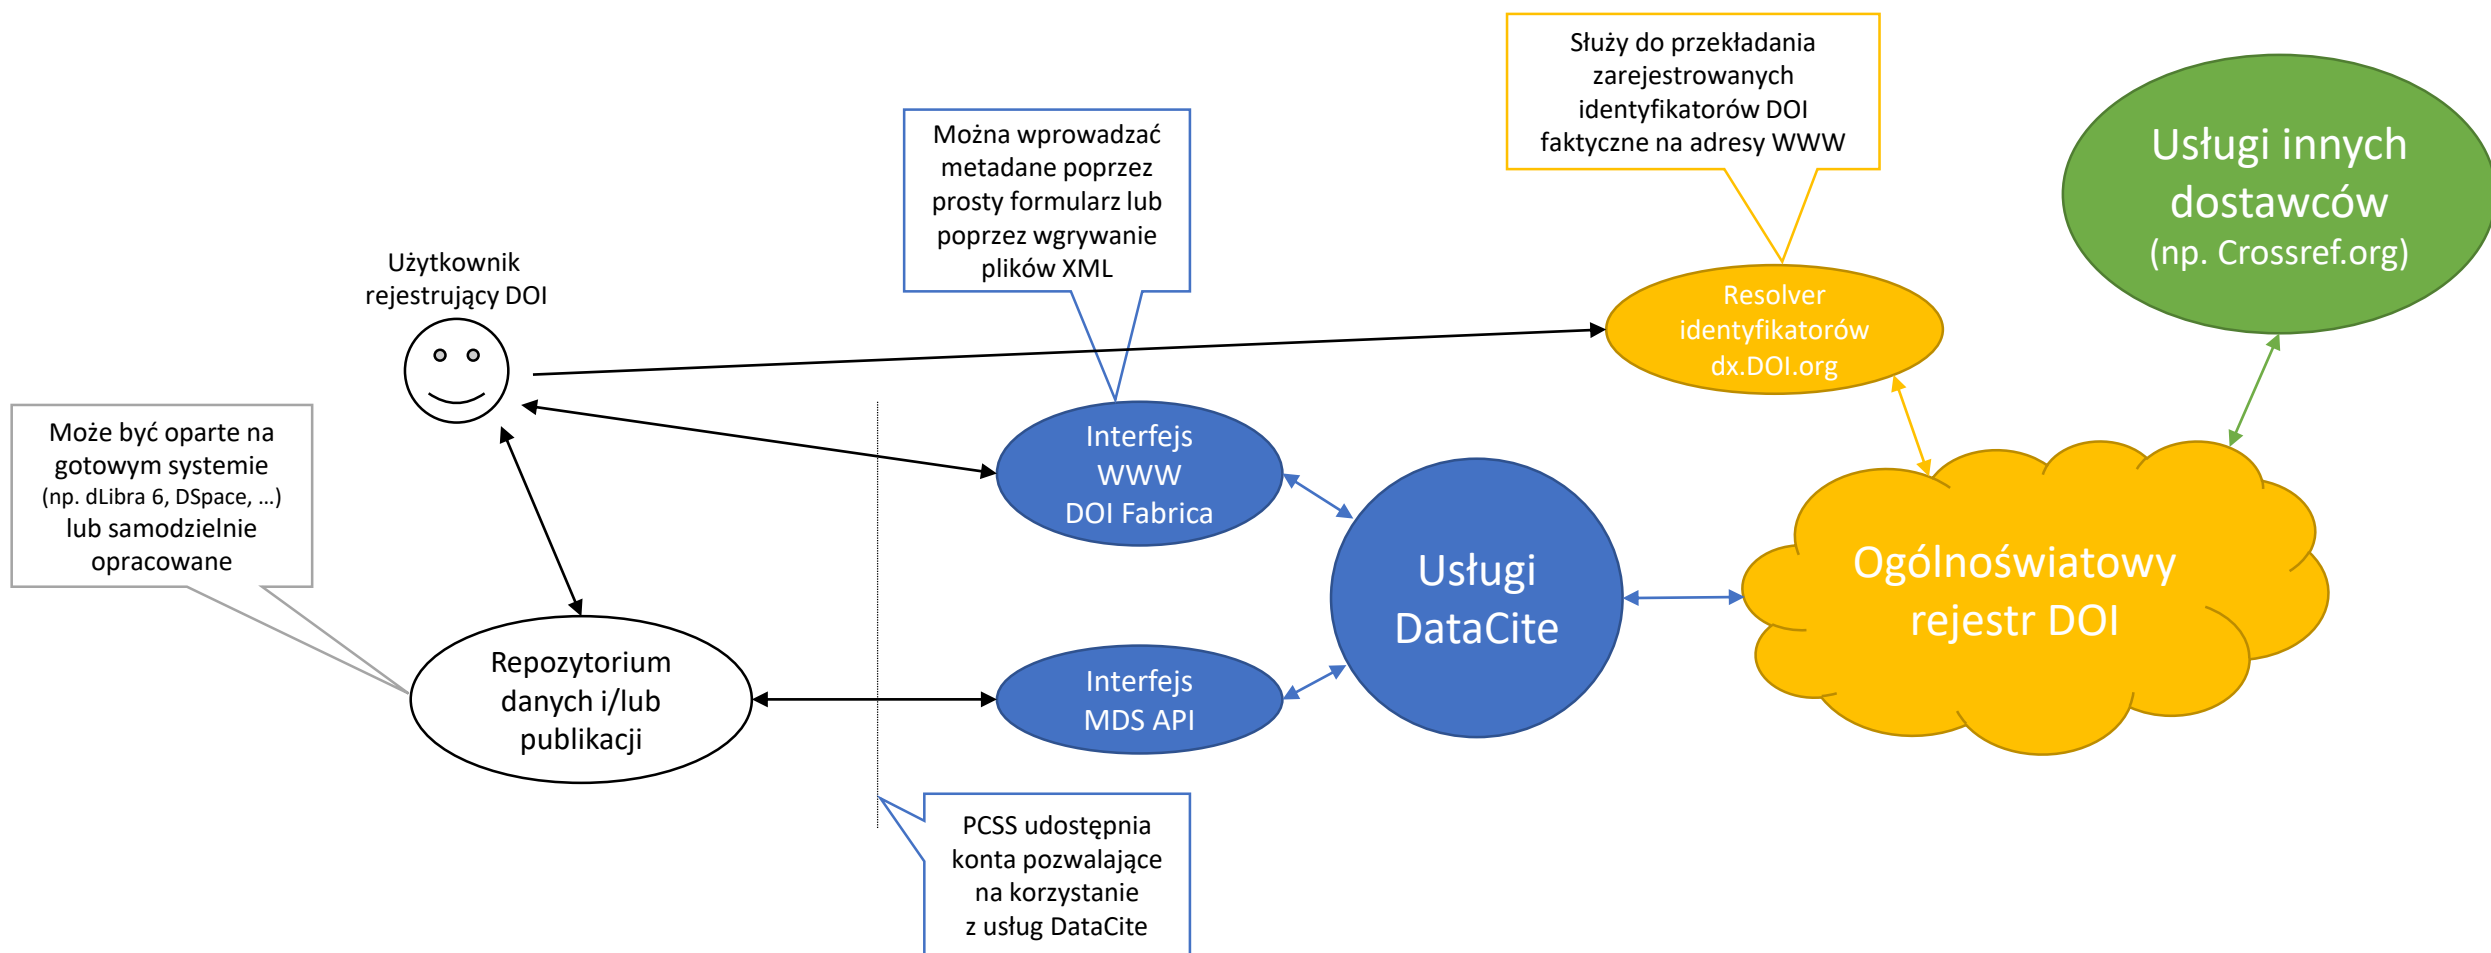 Służy do przekładania
zarejestrowanych
identyfikatorów DOI
faktyczne na adresy WWW
Usługi innych
dostawców
(np. Crossref.org)
Można wprowadzać
metadane poprzez
prosty formularz lub
poprzez wgrywanie
plików XML
Użytkownik
rejestrujący DOI
Resolver
identyfikatorów
dx.DOI.org
Może być oparte na
gotowym systemie
(np. dLibra 6, DSpace, …)
lub samodzielnie
opracowane
Interfejs
WWW
DOI Fabrica
Usługi
DataCite
Ogólnoświatowy
rejestr DOI
Repozytorium
danych i/lub
publikacji
Interfejs
MDS API
PCSS udostępnia
konta pozwalające
na korzystanie
z usług DataCite